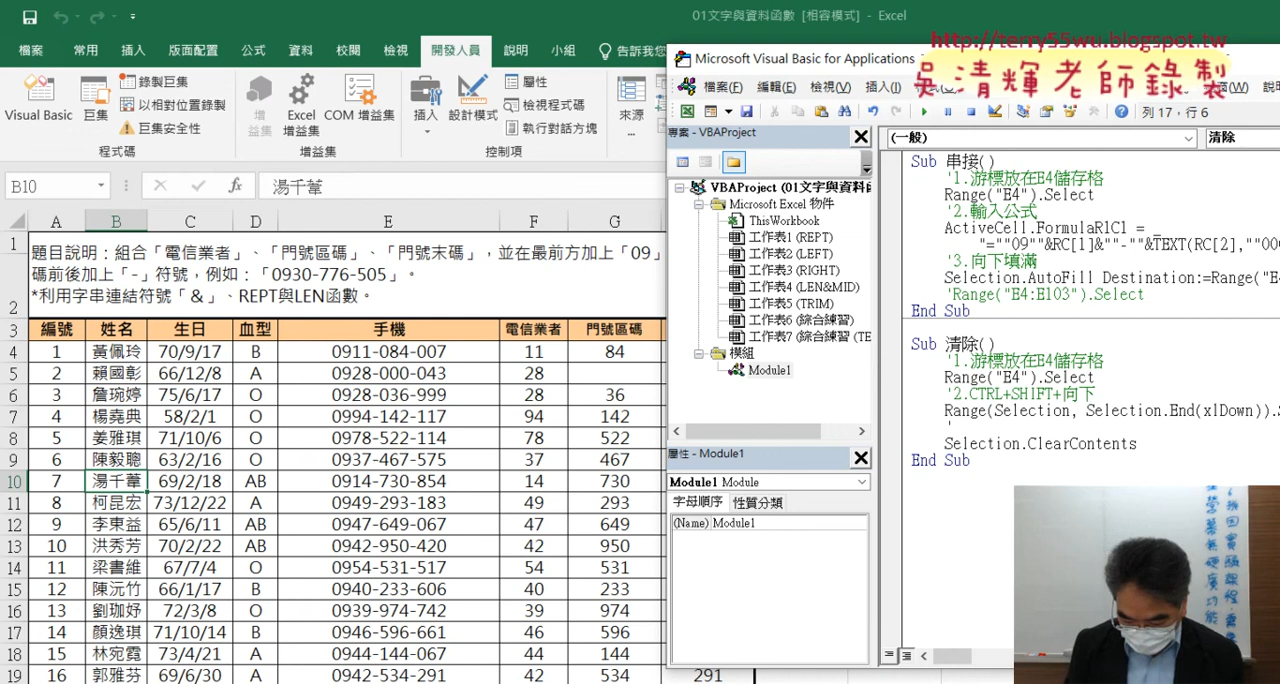 01文字與資料函數 [相容模式] - Excel
http://terry55wu.blogspot.tw
吳清輝老師錄製
檔案 常用 插入 版面配置 公式 資料 校閱 檢視 開發人員 說明 小組 告訴我您
Visual Basic 巨集 錄製巨集 以相對位置錄製 巨集安全性 程式碼
增益集 Excel 增益集 COM 增益集 增益集
插入 設計模式 屬性 檢視程式碼 執行對話方塊 控制項 來源
B10 fx 湯千葦
A B C D E F G
1 題目說明：組合「電信業者」、「門號區碼」、「門號末碼」，並在最前方加上「09」
碼前後加上「-」符號，例如：「0930-776-505」。
2 *利用字串連結符號「&」、REPT與LEN函數。
3 編號 姓名 生日 血型 手機 電信業者 門號區碼
4 1 黃佩玲 70/9/17 B 0911-084-007 11 84
5 2 賴國彰 66/12/8 A 0928-000-043 28
6 3 詹琬婷 75/6/17 O 0928-036-999 28 36
7 4 楊堯典 58/2/1 O 0994-142-117 94 142
8 5 姜雅琪 71/10/6 O 0978-522-114 78 522
9 6 陳毅聰 63/2/16 O 0937-467-575 37 467
10 7 湯千葦 69/2/18 AB 0914-730-854 14 730
11 8 柯昆宏 73/12/22 A 0949-293-183 49 293
12 9 李東益 65/6/11 AB 0947-649-067 47 649
13 10 洪秀芳 70/2/22 AB 0942-950-420 42 950
14 11 梁書維 67/7/4 O 0954-531-517 54 531
15 12 陳沅竹 66/1/17 B 0940-233-606 40 233
16 13 劉珈妤 72/3/8 O 0939-974-742 39 974
17 14 顏逸琪 71/10/14 B 0946-596-661 46 596
18 15 林宛霓 73/4/21 A 0944-144-067 44 144
19 16 郭雅芬 69/6/30 A 0942-534-291 42 534 291
Microsoft Visual Basic for Applications
檔案(F) 編輯(E) 檢視(V) 插入(I) (W) 說明
列 17, 行 6
專案 - VBAProject
VBAProject (01文字與資料函
Microsoft Excel 物件
ThisWorkbook
工作表1 (REPT)
工作表2 (LEFT)
工作表3 (RIGHT)
工作表4 (LEN&MID)
工作表5 (TRIM)
工作表6 (綜合練習)
工作表7 (綜合練習(TE
模組
Module1
屬性 - Module1
Module1 Module
字母順序 性質分類
(Name) Module1
(一般) 清除
Sub 串接()
'1.游標放在E4儲存格
Range("E4").Select
'2.輸入公式
ActiveCell.FormulaR1C1 = _
"=""09""&RC[1]&""-""&TEXT(RC[2],""000
'3.向下填滿
Selection.AutoFill Destination:=Range("E4
'Range("E4:E103").Select
End Sub
Sub 清除()
'1.游標放在E4儲存格
Range("E4").Select
'2.CTRL+SHIFT+向下
Range(Selection, Selection.End(xlDown)).S
'
Selection.ClearContents
End Sub